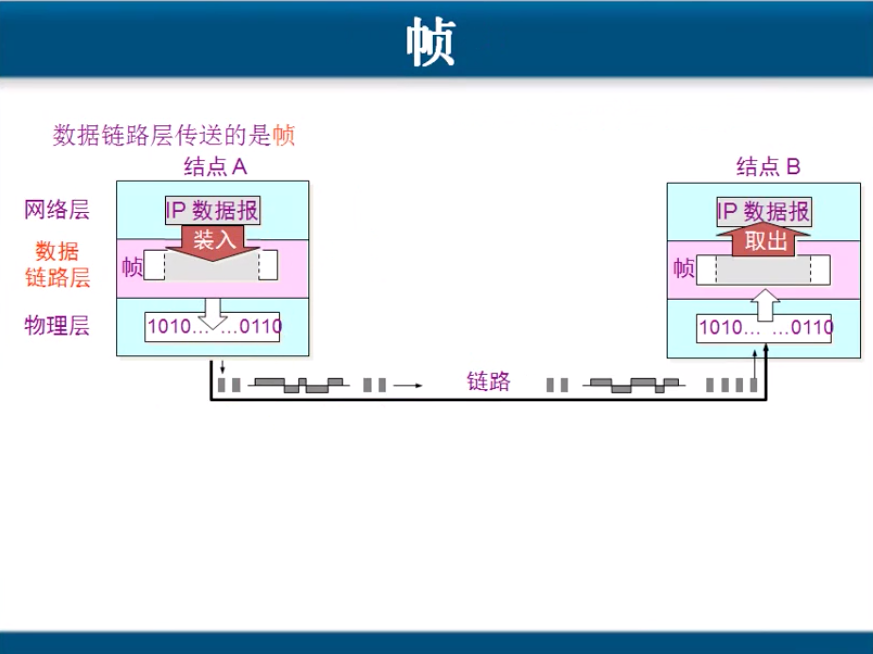 帧
数据链路层传送的是帧
结点 A
结点 B
网络层
IP 数据报
IP 数据报
装入
取出
数据
链路层
帧
帧
物理层
1010… …0110
1010… …0110
链路